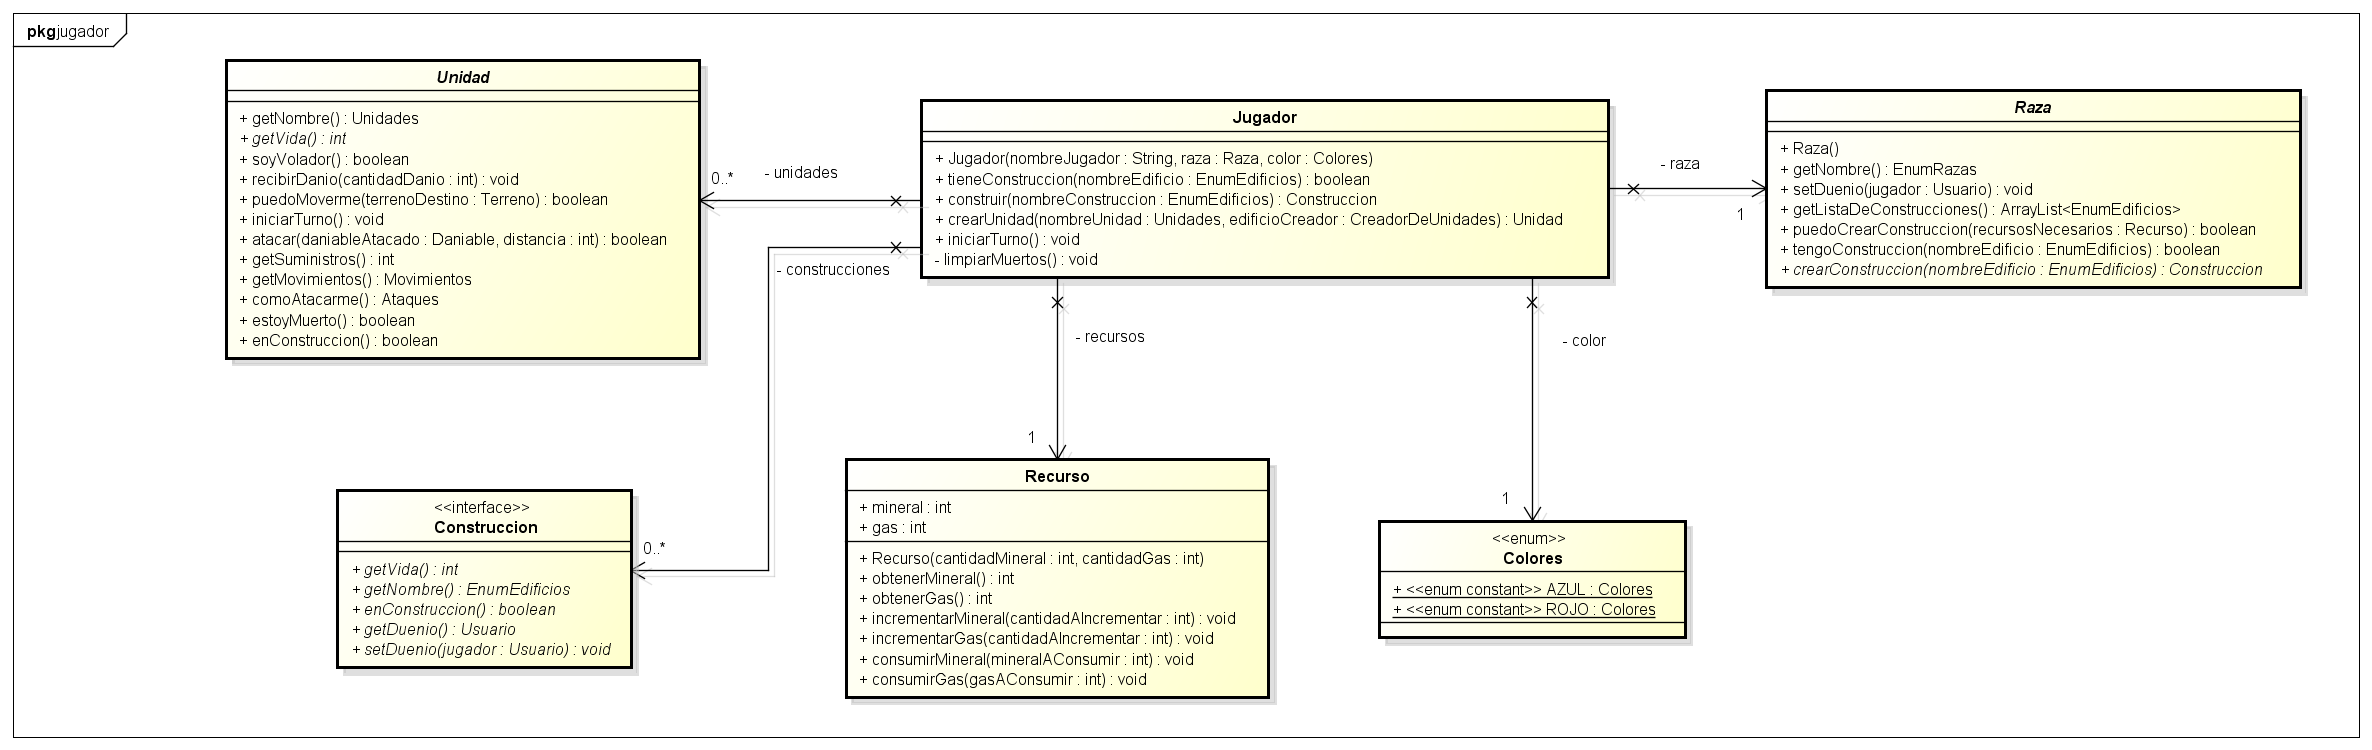 pkg jugador
Unidad
+ getNombre() : Unidades
+ getVida() : int
+ soyVolador() : boolean
+ recibirDanio(cantidadDanio : int) : void
+ puedoMoverme(terrenoDestino : Terreno) : boolean
+ iniciarTurno() : void
+ atacar(daniableAtacado : Daniable, distancia : int) : boolean
+ getSuministros() : int
+ getMovimientos() : Movimientos
+ comoAtacarme() : Ataques
+ estoyMuerto() : boolean
+ enConstruccion() : boolean
0..*
- unidades
Jugador
+ Jugador(nombreJugador : String, raza : Raza, color : Colores)
+ tieneConstruccion(nombreEdificio : EnumEdificios) : boolean
+ construir(nombreConstruccion : EnumEdificios) : Construccion
+ crearUnidad(nombreUnidad : Unidades, edificioCreador : CreadorDeUnidades) : Unidad
+ iniciarTurno() : void
- limpiarMuertos() : void
- raza
1
Raza
+ Raza()
+ getNombre() : EnumRazas
+ setDuenio(jugador : Usuario) : void
+ getListaDeConstrucciones() : ArrayList<EnumEdificios>
+ puedoCrearConstruccion(recursosNecesarios : Recurso) : boolean
+ tengoConstruccion(nombreEdificio : EnumEdificios) : boolean
+ crearConstruccion(nombreEdificio : EnumEdificios) : Construccion
- construcciones
- recursos
- color
1
1
0..*
<<interface>>
Construccion
+ getVida() : int
+ getNombre() : EnumEdificios
+ enConstruccion() : boolean
+ getDuenio() : Usuario
+ setDuenio(jugador : Usuario) : void
Recurso
+ mineral : int
+ gas : int
+ Recurso(cantidadMineral : int, cantidadGas : int)
+ obtenerMineral() : int
+ obtenerGas() : int
+ incrementarMineral(cantidadAIncrementar : int) : void
+ incrementarGas(cantidadAIncrementar : int) : void
+ consumirMineral(mineralAConsumir : int) : void
+ consumirGas(gasAConsumir : int) : void
<<enum>>
Colores
+ <<enum constant>> AZUL : Colores
+ <<enum constant>> ROJO : Colores